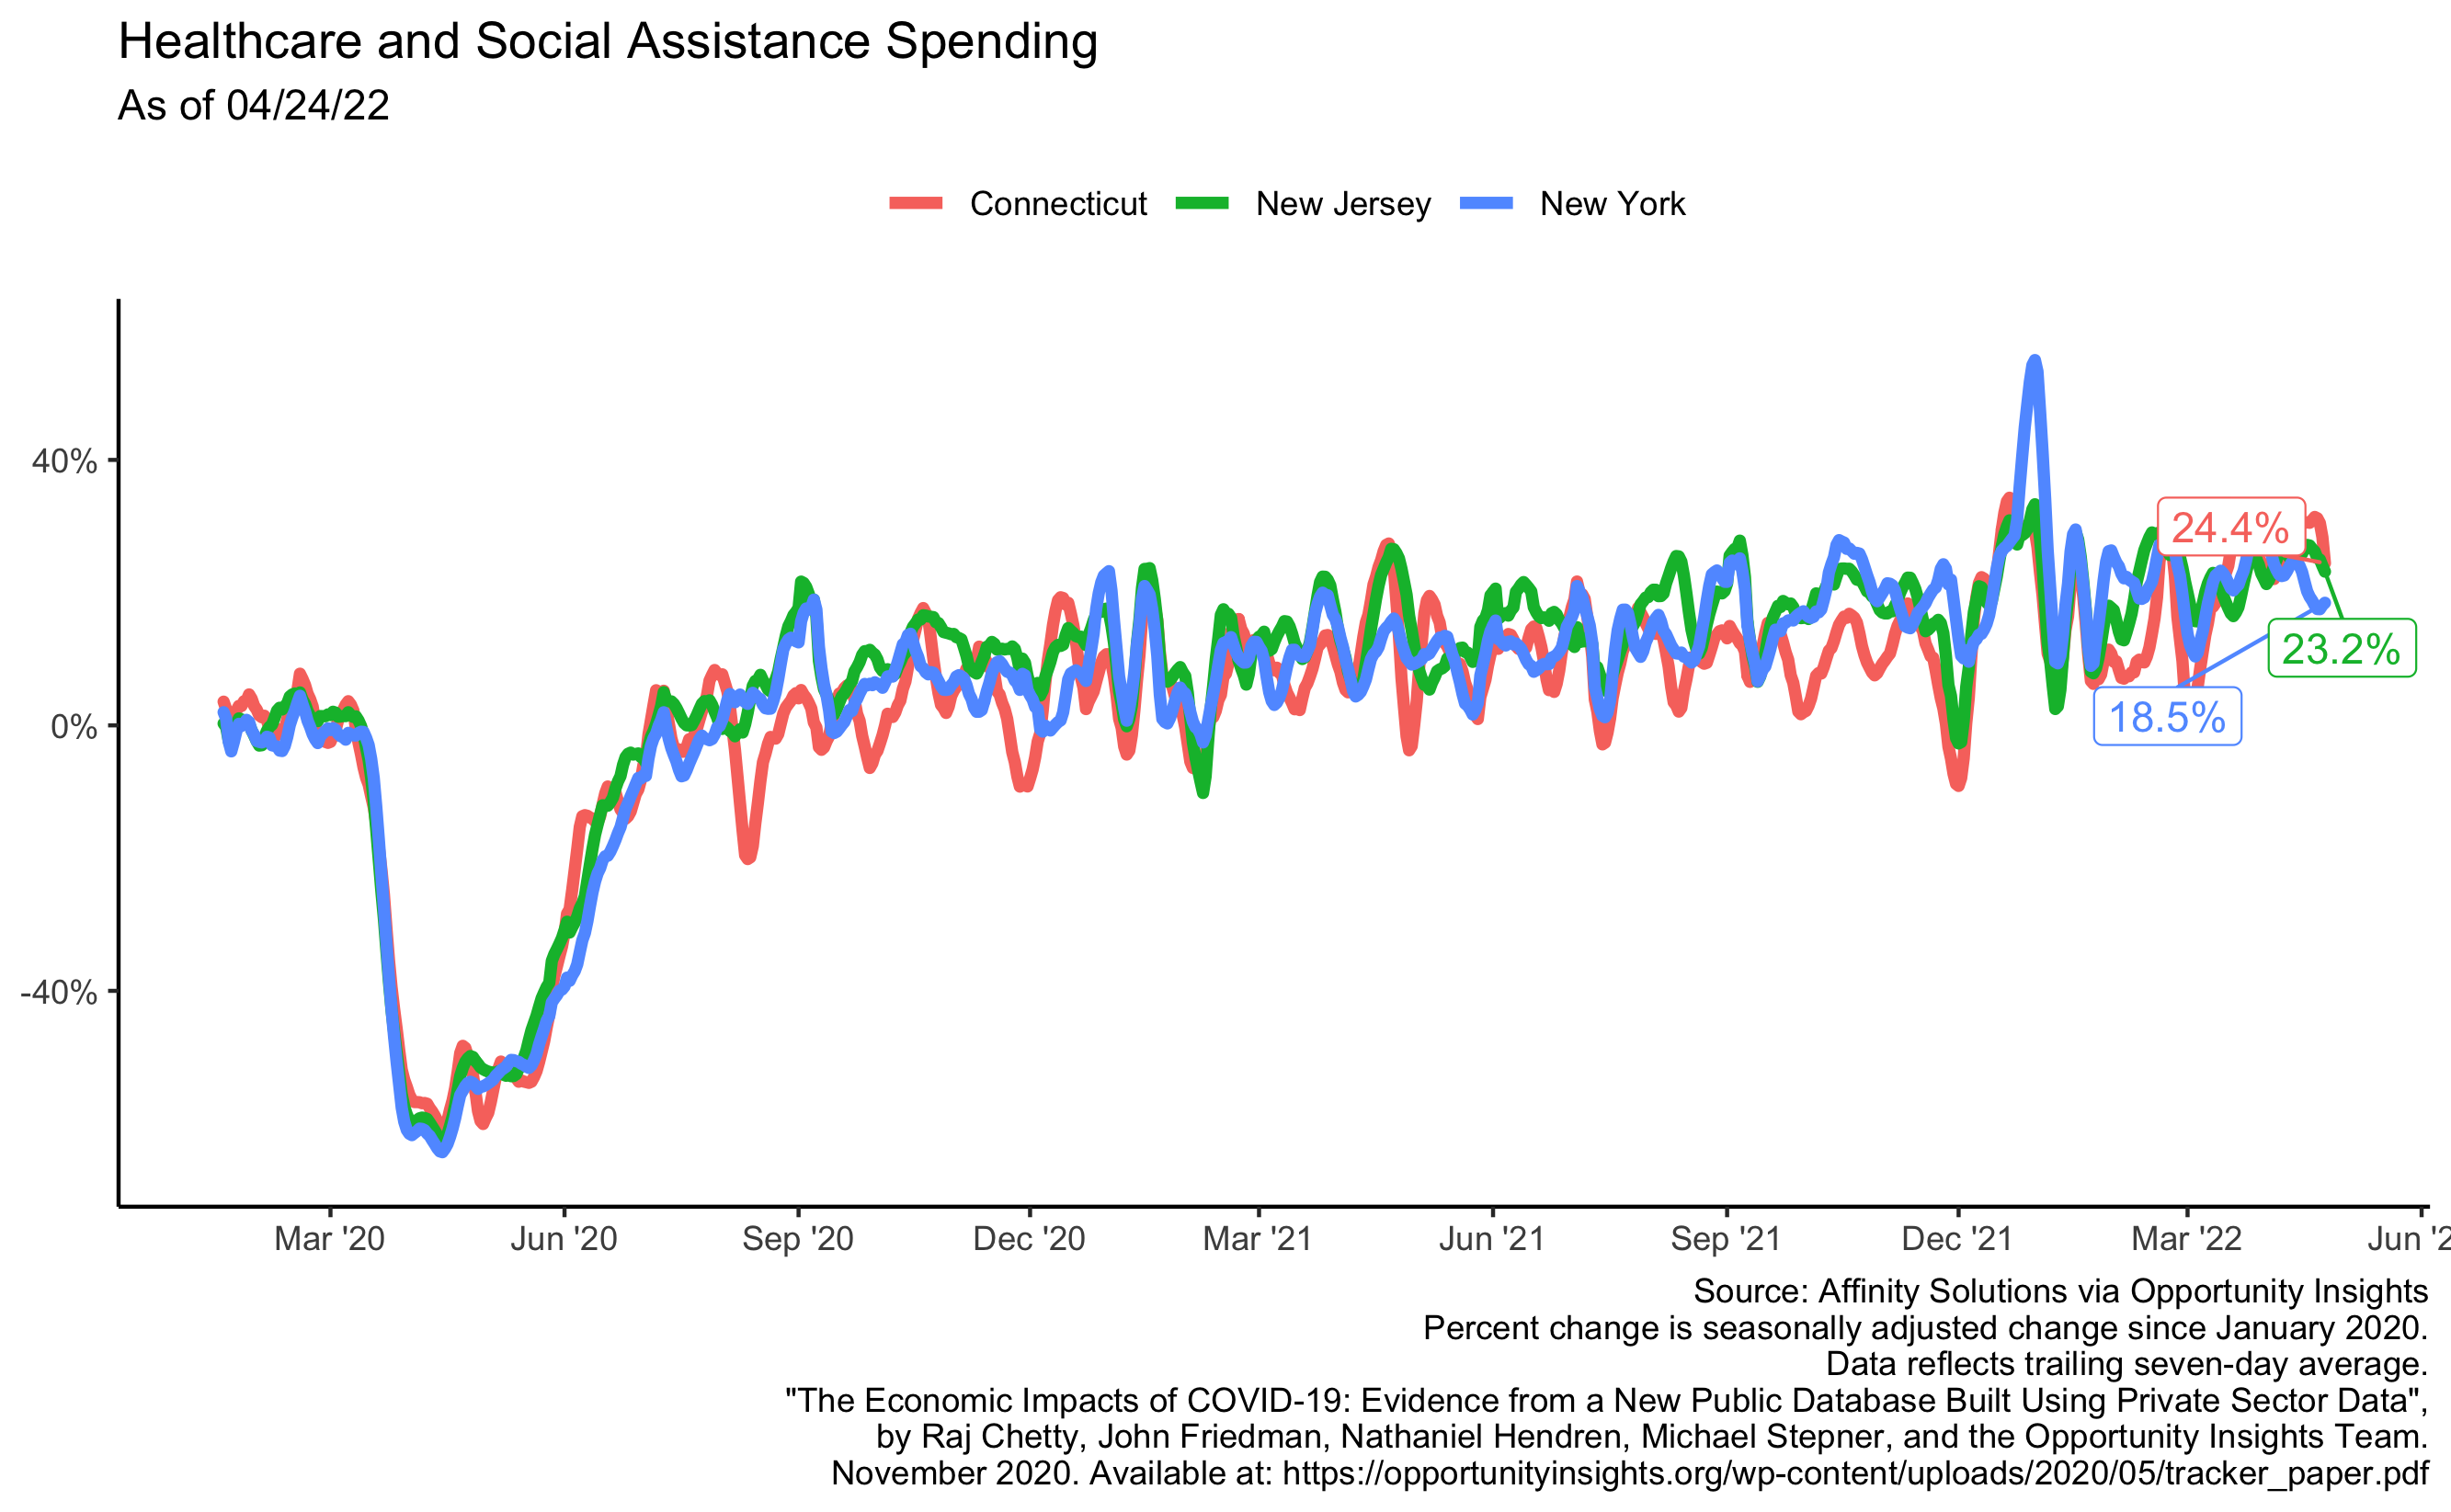 Healthcare and Social Assistance Spending
As of 04/24/22
Connecticut New Jersey New York
40%
0%
-40%
24.4%
23.2%
18.5%
Mar '20 Jun '20 Sep '20 Dec '20 Mar '21 Jun '21 Sep '21 Dec '21 Mar '22 Jun '2
Source: Affinity Solutions via Opportunity Insights
Percent change is seasonally adjusted change since January 2020.
Data reflects trailing seven-day average.
"The Economic Impacts of COVID-19: Evidence from a New Public Database Built Using Private Sector Data",
by Raj Chetty, John Friedman, Nathaniel Hendren, Michael Stepner, and the Opportunity Insights Team.
November 2020. Available at: https://opportunityinsights.org/wp-content/uploads/2020/05/tracker_paper.pdf